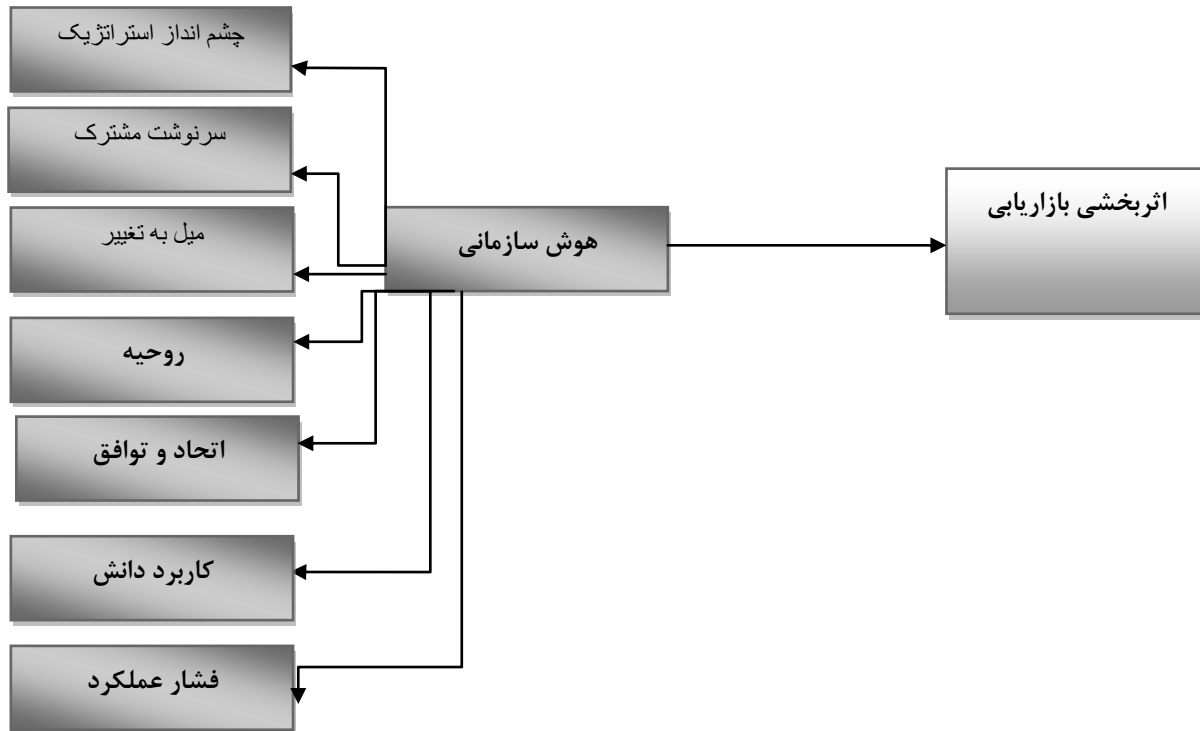 چشم انداز استراتژیک
سرنوشت مشترک
میل به تغییر
روحیه
اتحاد و توافق
کاربرد دانش
فشار عملکرد
هوش سازمانی
اثربخشی بازاریابی